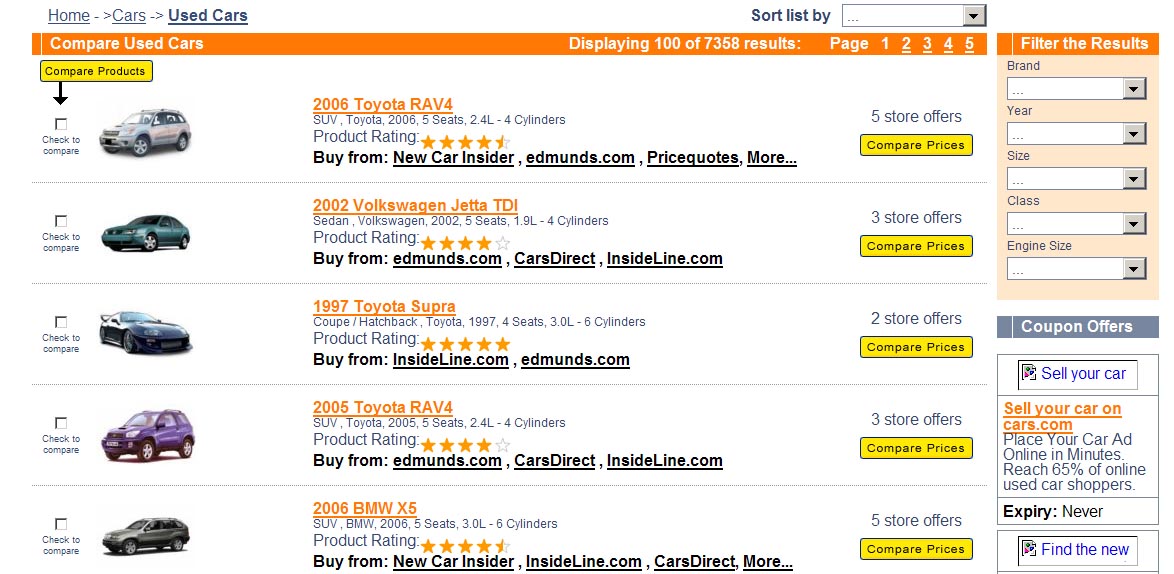 Home - >Cars -> Used Cars
Sort list by ...
Compare Used Cars
Displaying 100 of 7358 results: Page 1 2 3 4 5
Compare Products
Check to
compare
2006 Toyota RAV4
SUV , Toyota, 2006, 5 Seats, 2.4L - 4 Cylinders
Product Rating:
Buy from: New Car Insider , edmunds.com , Pricequotes, More...
5 store offers
Compare Prices
Check to
compare
2002 Volkswagen Jetta TDI
Sedan , Volkswagen, 2002, 5 Seats, 1.9L - 4 Cylinders
Product Rating:
Buy from: edmunds.com , CarsDirect , InsideLine.com
3 store offers
Compare Prices
Check to
compare
1997 Toyota Supra
Coupe / Hatchback , Toyota, 1997, 4 Seats, 3.0L - 6 Cylinders
Product Rating:
Buy from: InsideLine.com , edmunds.com
2 store offers
Compare Prices
Check to
compare
2005 Toyota RAV4
SUV , Toyota, 2005, 5 Seats, 2.4L - 4 Cylinders
Product Rating:
Buy from: edmunds.com , CarsDirect , InsideLine.com
3 store offers
Compare Prices
Check to
compare
2006 BMW X5
SUV , BMW, 2006, 5 Seats, 3.0L - 6 Cylinders
Product Rating:
Buy from: New Car Insider , InsideLine.com , CarsDirect, More...
5 store offers
Compare Prices
Filter the Results
Brand
...
Year
...
Size
...
Class
...
Engine Size
...
Coupon Offers
Sell your car
Sell your car on
cars.com
Place Your Car Ad
Online in Minutes.
Reach 65% of online
used car shoppers.
Expiry: Never
Find the new